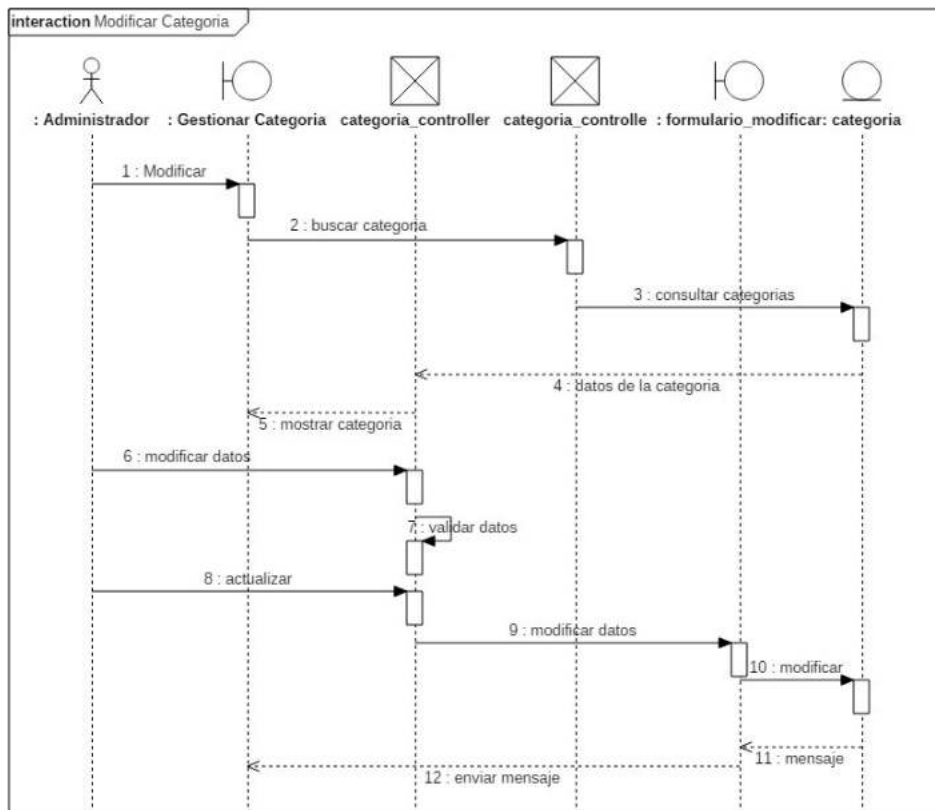 interaction Modificar Categoria
: Administrador : Gestionar Categoria categoria_controller categoria_controlle : formulario_modificar: categoria
1 : Modificar
2 : buscar categoria
3 : consultar categorias
4 : datos de la categoria
5 : mostrar categoria
6 : modificar datos
7 : validar datos
8 : actualizar
9 : modificar datos
10 : modificar
11 : mensaje
12 : enviar mensaje